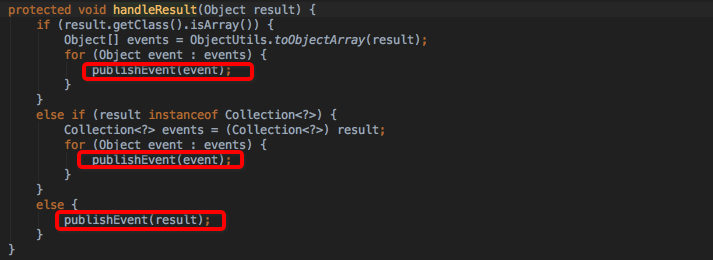 protected void handleResult(Object result) {
if (result.getClass().isArray()) {
Object[] events = ObjectUtils.toObjectArray(result);
for (Object event : events) {
publishEvent(event);
}
}
else if (result instanceof Collection<?>) {
Collection<?> events = (Collection<?>) result;
for (Object event : events) {
publishEvent(event);
}
}
else {
publishEvent(result);
}
}